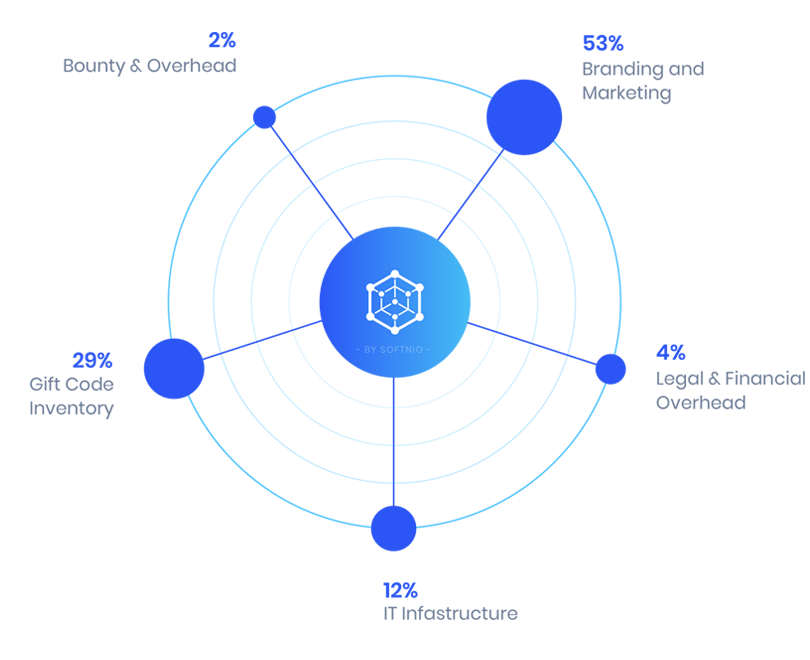 2%
Bounty & Overhead
53%
Branding and
Marketing
29%
Gift Code
Inventory
- BY SOFTNIO -
4%
Legal & Financial
Overhead
12%
IT Infastructure